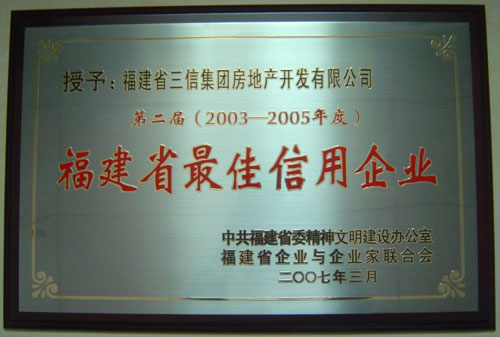 授予：福建省三信集团房地产开发有限公司
第二届（2003—2005年度）
福建省最佳信用企业
中共福建省委精神文明建设办公室
福建省企业与企业家联合会
二〇〇七年三月